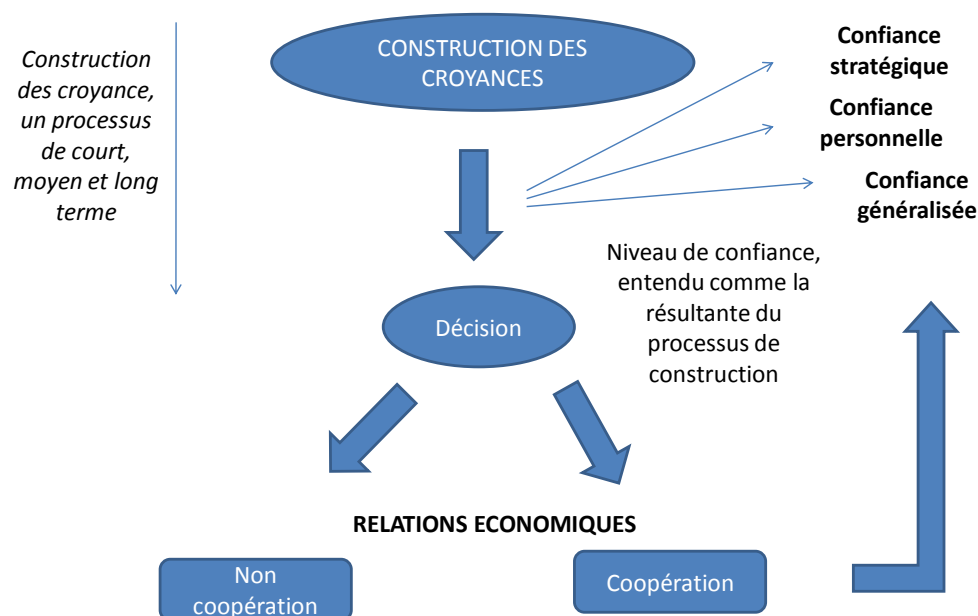 Construction
des croyance,
un processus
de court,
moyen et long
terme
CONSTRUCTION DES
CROYANCES
Confiance
stratégique
Confiance
personnelle
Confiance
généralisée
Niveau de confiance,
entendu comme la
résultante du
processus de
construction
Décision
RELATIONS ECONOMIQUES
Non
coopération
Coopération